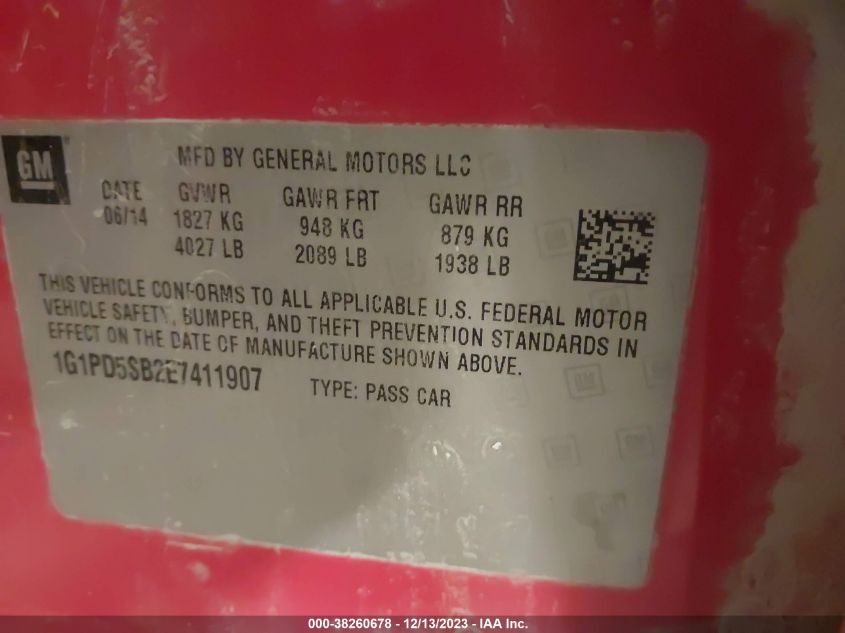 GM
MFD BY GENERAL MOTORS LLC
DATE GVWR GAWR FRT GAWR RR
06/14 1827 KG 948 KG 879 KG
4027 LB 2089 LB 1938 LB
THIS VEHICLE CONFORMS TO ALL APPLICABLE U.S. FEDERAL MOTOR
VEHICLE SAFETY, BUMPER, AND THEFT PREVENTION STANDARDS IN
EFFECT ON THE DATE OF MANUFACTURE SHOWN ABOVE.
1G1PD5SB2E7411907 TYPE: PASS CAR
000-38260678 - 12/13/2023 - IAA Inc.